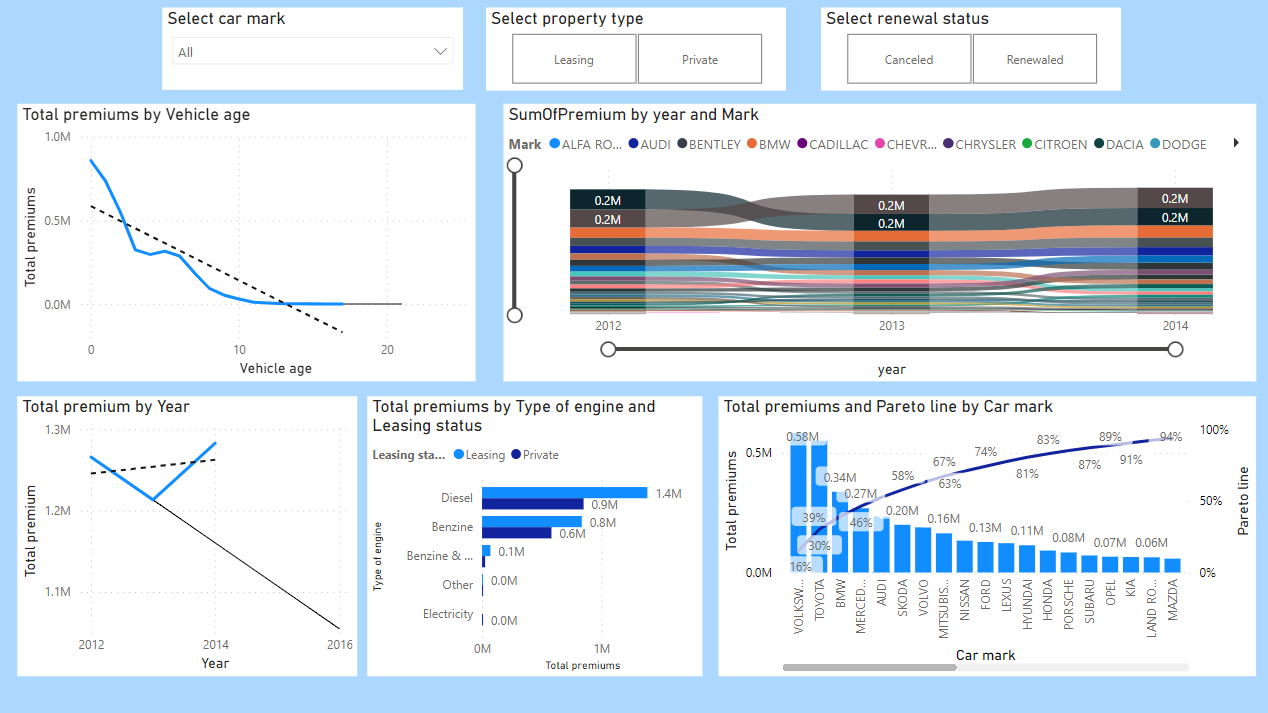 Select car mark
All
Select property type
Leasing
Private
Select renewal status
Canceled
Renewaled
Total premiums by Vehicle age
Total premiums
1.0M
0.5M
0.0M
0
10
20
Vehicle age
SumOfPremium by year and Mark
Mark ALFA RO... AUDI BENTLEY BMW CADILLAC CHEVR... CHRYSLER CITROEN DACIA DODGE
0.2M
0.2M
0.2M
0.2M
0.2M
0.2M
2012
2013
2014
year
Total premium by Year
Total premium
1.3M
1.2M
1.1M
2012
2014
2016
Year
Total premiums by Type of engine and
Leasing status
Leasing sta... Leasing Private
Type of engine
Diesel
1.4M
0.9M
Benzine
0.8M
0.6M
Benzine & ...
0.1M
Other
0.0M
Electricity
0.0M
0M
1M
Total premiums
Total premiums and Pareto line by Car mark
Total premiums
0.5M
0.0M
0.58M
0.34M
0.27M
0.20M
0.16M
0.13M
0.11M
0.08M
0.07M
0.06M
16%
30%
39%
46%
58%
63%
67%
74%
81%
83%
87%
89%
91%
94%
100%
50%
0%
Pareto line
VOLKSW...
TOYOTA
BMW
MERCED...
AUDI
SKODA
VOLVO
MITSUBIS...
NISSAN
FORD
LEXUS
HYUNDAI
HONDA
PORSCHE
SUBARU
OPEL
KIA
LAND RO...
MAZDA
Car mark